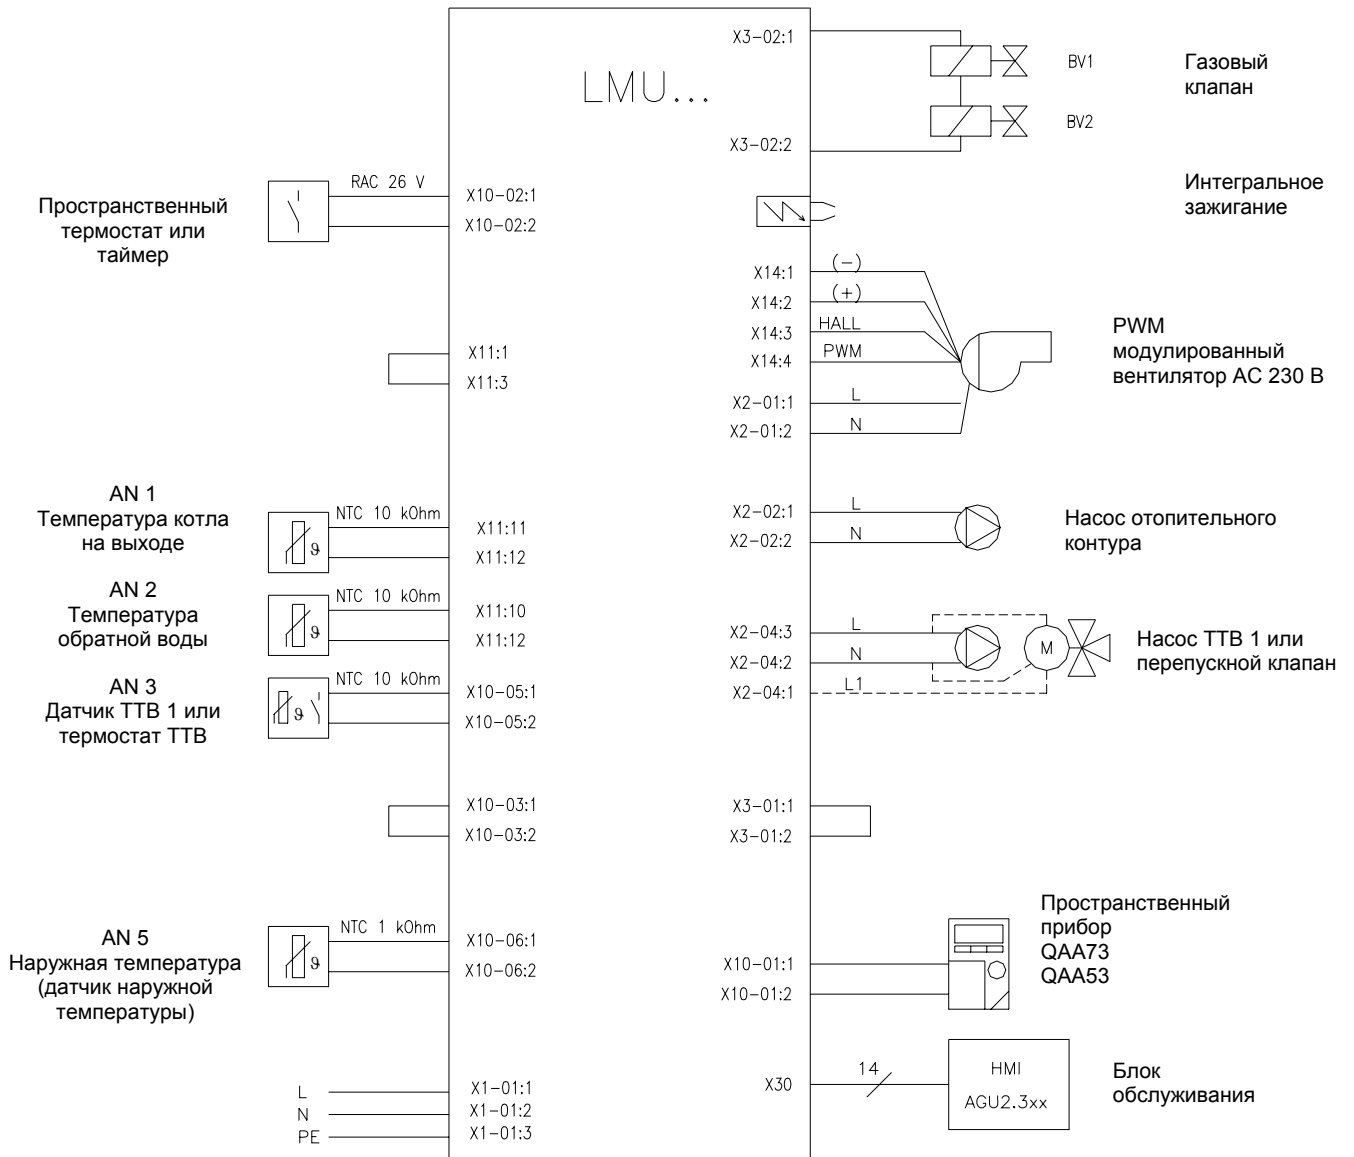 LMU...
Пространственный
термостат или
таймер
RAC 26 V
X10-02:1
X10-02:2
X11:1
X11:3
AN 1
Температура котла
на выходе
NTC 10 kOhm
ϑ
X11:11
X11:12
AN 2
Температура
обратной воды
NTC 10 kOhm
ϑ
X11:10
X11:12
AN 3
Датчик ТТВ 1 или
термостат ТТВ
NTC 10 kOhm
ϑ
X10-05:1
X10-05:2
X10-03:1
X10-03:2
AN 5
Наружная температура
(датчик наружной
температуры)
NTC 1 kOhm
ϑ
X10-06:1
X10-06:2
L
N
PE
X1-01:1
X1-01:2
X1-01:3
X3-02:1
X3-02:2
BV1
BV2
Газовый
клапан
Интегральное
зажигание
X14:1
(-)
X14:2
(+)
X14:3
HALL
X14:4
PWM
X2-01:1
L
X2-01:2
N
PWM
модулированный
вентилятор АС 230 В
X2-02:1
L
X2-02:2
N
Насос отопительного
контура
X2-04:3
L
X2-04:2
N
X2-04:1
L1
M
Насос ТТВ 1 или
перепускной клапан
X3-01:1
X3-01:2
X10-01:1
X10-01:2
Пространственный
прибор
QAA73
QAA53
X30
14
HMI
AGU2.3xx
Блок
обслуживания